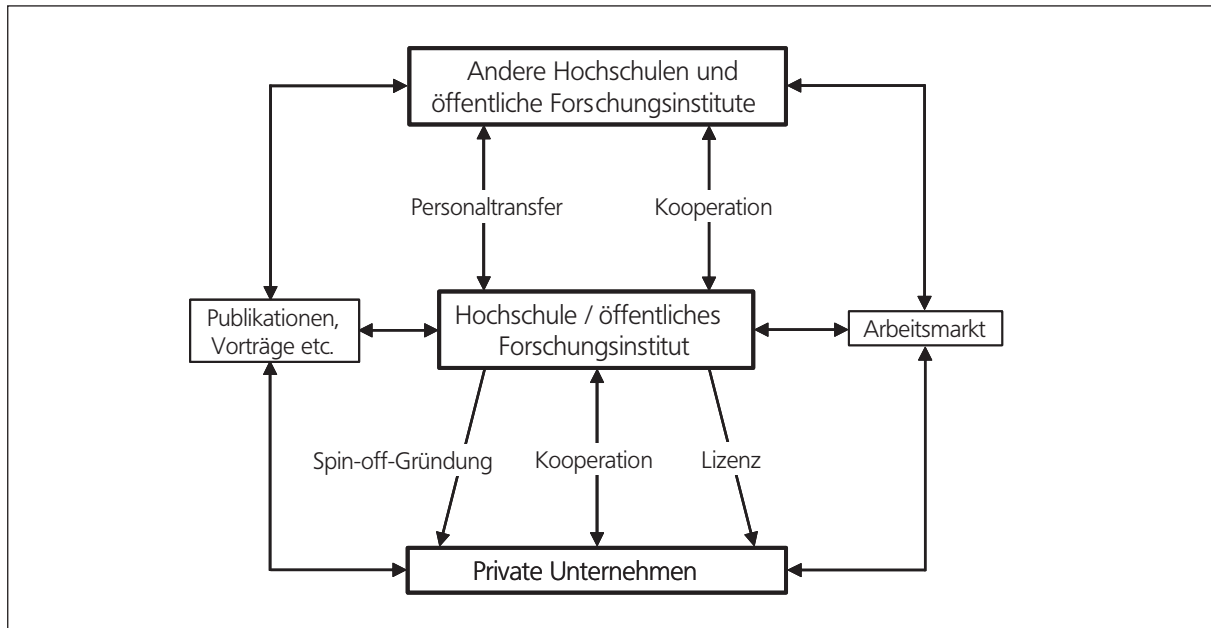 Andere Hochschulen und
öffentliche Forschungsinstitute
Personaltransfer
Kooperation
Publikationen,
Vorträge etc.
Hochschule / öffentliches
Forschungsinstitut
Arbeitsmarkt
Spin-off-Gründung
Kooperation
Lizenz
Private Unternehmen